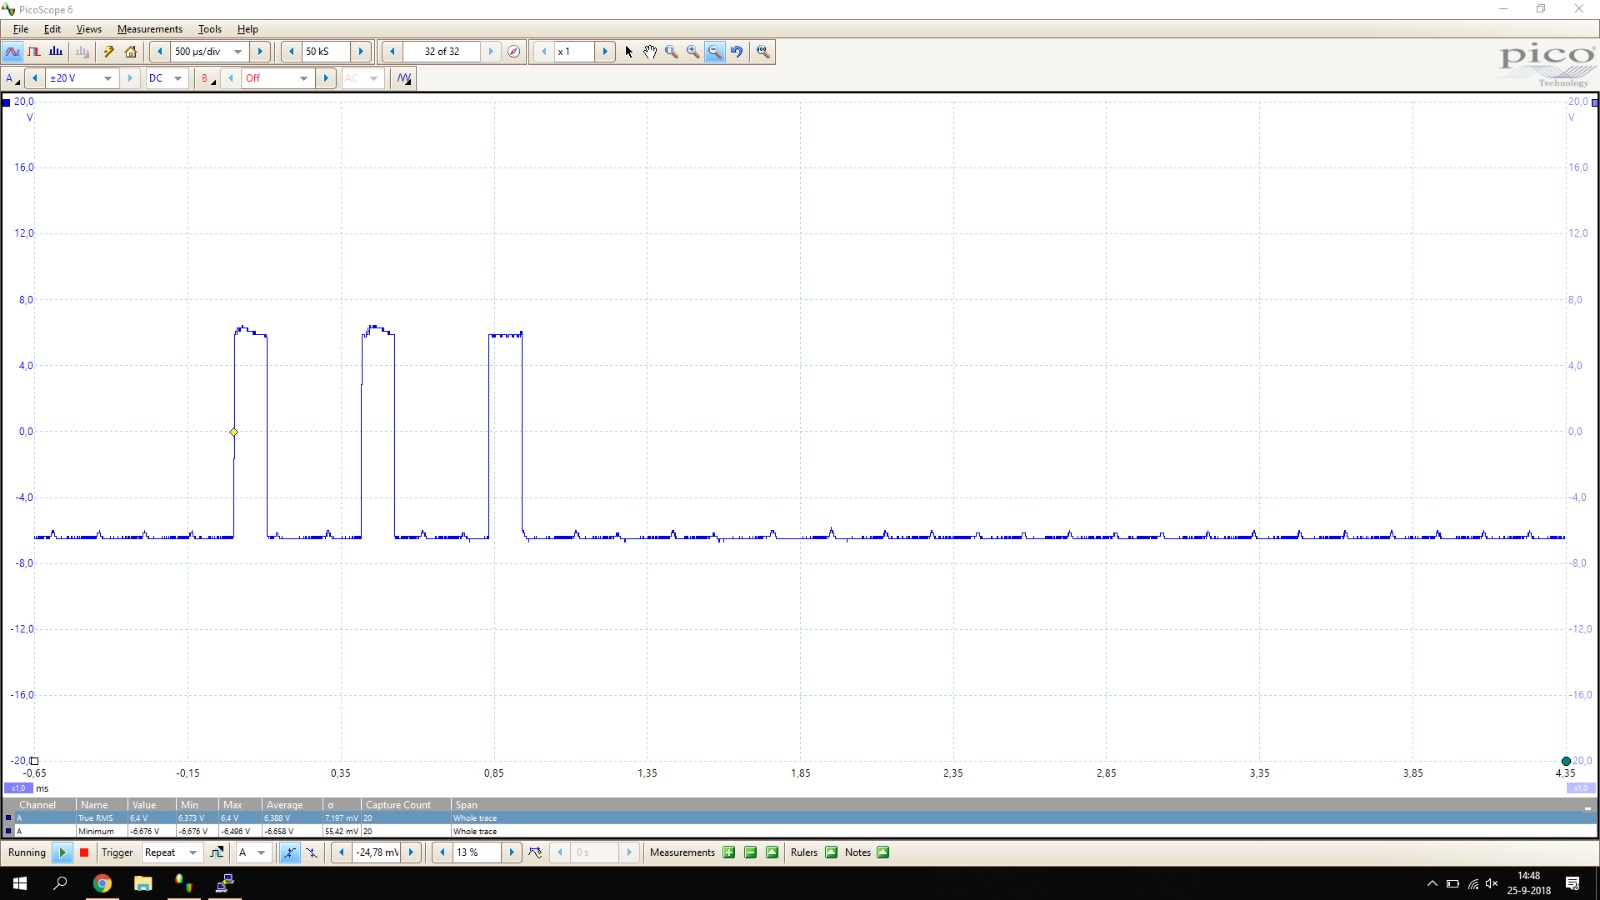 PicoScope 6
File Edit Views Measurements Tools Help
500 µs/div 50 kS 32 of 32 x 1
A ±20 V DC B Off AC
pico
Technology
20,0 20,0
V V
16,0 16,0
12,0 12,0
8,0 8,0
4,0 4,0
0,0 0,0
-4,0 -4,0
-8,0 -8,0
-12,0 -12,0
-16,0 -16,0
-20,0 -20,0
-0,65 -0,15 0,35 0,85 1,35 1,85 2,35 2,85 3,35 3,85 4,35
x1,0 ms x1,0
Channel Name Value Min Max Average σ Capture Count Span
A True RMS 6,4 V 6,373 V 6,4 V 6,388 V 7,197 mV 20 Whole trace
A Minimum -6,676 V -6,676 V -6,496 V -6,658 V 55,42 mV 20 Whole trace
Running Trigger Repeat A -24,78 mV 13 % 0 s Measurements Rulers Notes
14:48
25-9-2018